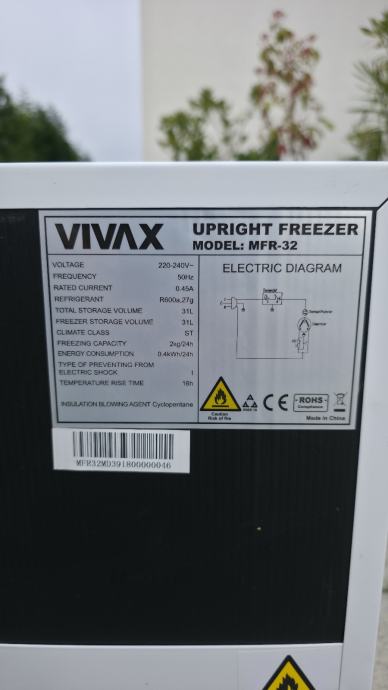 VIVAX
UPRIGHT FREEZER
MODEL: MFR-32
VOLTAGE 220-240V~
FREQUENCY 50Hz
RATED CURRENT 0.45A
REFRIGERANT R600a,27g
TOTAL STORAGE VOLUME 31L
FREEZER STORAGE VOLUME 31L
CLIMATE CLASS ST
FREEZING CAPACITY 2kg/24h
ENERGY CONSUMPTION 0.4kWh/24h
TYPE OF PREVENTING FROM
ELECTRIC SHOCK I
TEMPERATURE RISE TIME 16h
INSULATION BLOWING AGENT Cyclopentane
ELECTRIC DIAGRAM
Caution
Risk of fire
CE
ROHS
Compliance
Made in China
MFR32MD391800000046